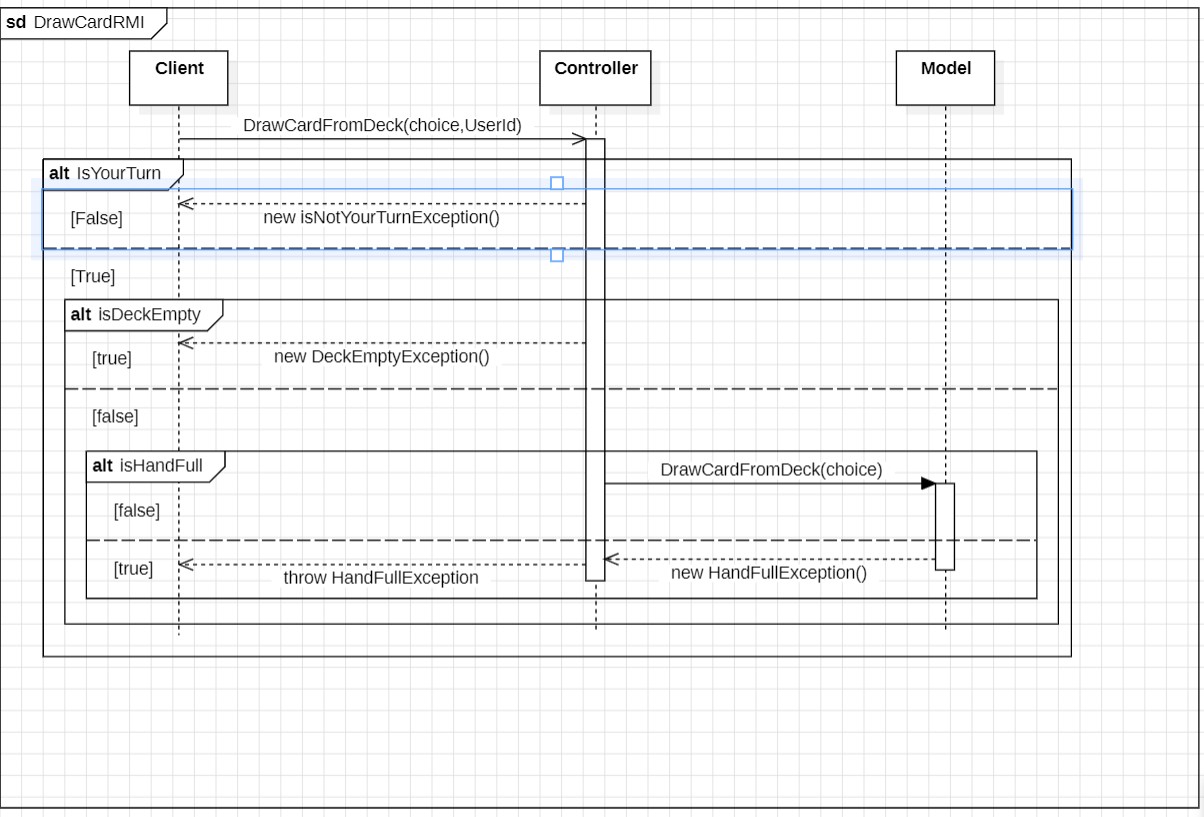 sd DrawCardRMI
Client
Controller
Model
DrawCardFromDeck(choice,UserId)
alt IsYourTurn
[False]
new isNotYourTurnException()
[True]
alt isDeckEmpty
[true]
new DeckEmptyException()
[false]
alt isHandFull
DrawCardFromDeck(choice)
[false]
[true]
throw HandFullException
new HandFullException()